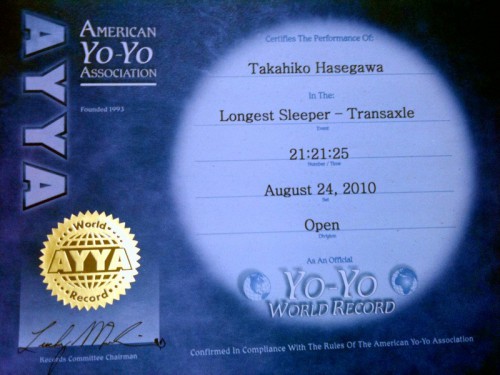 AYYA
AMERICAN
YO-YO
ASSOCIATION
Founded 1993
Certifies The Performance Of:
Takahiko Hasegawa
In The:
Longest Sleeper - Transaxle
Event
21:21:25
Number / Time
August 24, 2010
Set
Open
Division
As An Official
YO-YO
WORLD RECORD
World
AYYA
Record
Records Committee Chairman
Confirmed In Compliance With The Rules Of The American Yo-Yo Association